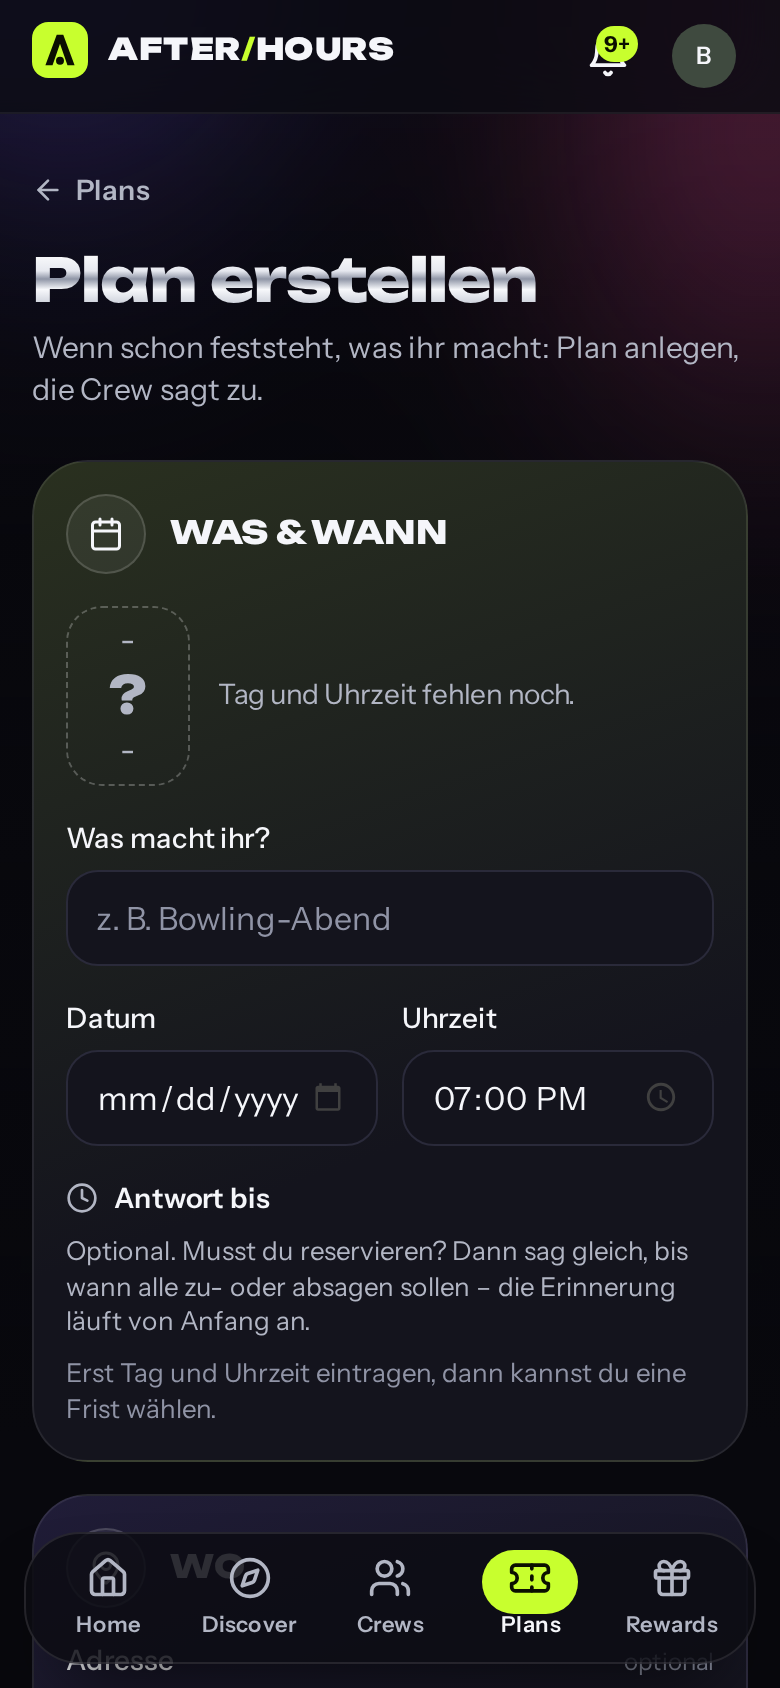 AFTER/HOURS
9+
B
Plans
Plan erstellen
Wenn schon feststeht, was ihr macht: Plan anlegen,
die Crew sagt zu.
WAS & WANN
–
?
–
Tag und Uhrzeit fehlen noch.
Was macht ihr?
z. B. Bowling-Abend
Datum
Uhrzeit
mm/dd/yyyy
07:00 PM
Antwort bis
Optional. Musst du reservieren? Dann sag gleich, bis
wann alle zu- oder absagen sollen – die Erinnerung
läuft von Anfang an.
Erst Tag und Uhrzeit eintragen, dann kannst du eine
Frist wählen.
WO
Home
Discover
Crews
Plans
Rewards
Adresse
optional